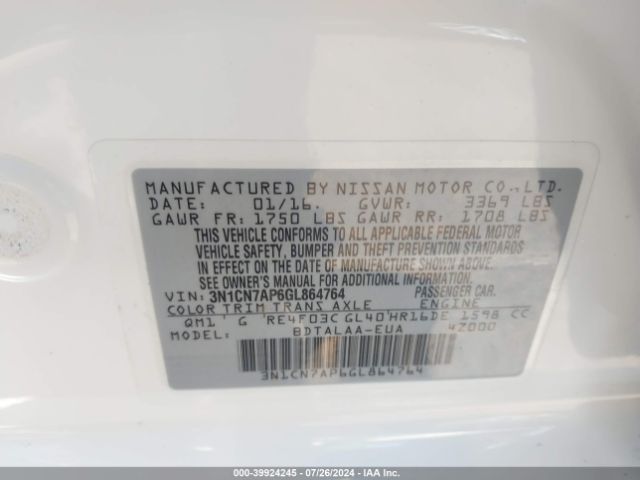 MANUFACTURED BY NISSAN MOTOR CO.,LTD.
DATE: 01/16. GVWR: 3369 LBS
GAWR FR: 1750 LBS GAWR RR: 1708 LBS
THIS VEHICLE CONFORMS TO ALL APPLICABLE FEDERAL MOTOR
VEHICLE SAFETY, BUMPER AND THEFT PREVENTION STANDARDS
IN EFFECT ON THE DATE OF MANUFACTURE SHOWN ABOVE.
SEE OWNER'S MANUAL FOR ADDITIONAL INFORMATION
VIN: 3N1CN7AP6GL864764 PASSENGER CAR.
COLOR TRIM TRANS AXLE ENGINE
QM1 G RE4F03C GL40 HR16DE 1598 CC
MODEL: BDTALAA-EUA 4Z000
3N1CN7AP6GL864764
000-39924245 - 07/26/2024 - IAA Inc.